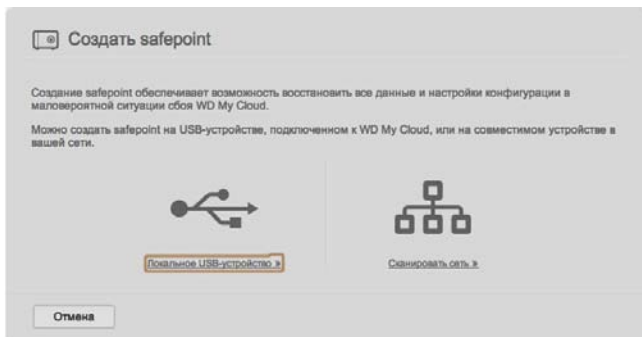 Создать safepoint
Создание safepoint обеспечивает возможность восстановить все данные и настройки конфигурации в
маловероятной ситуации сбоя WD My Cloud.
Можно создать safepoint на USB-устройстве, подключенном к WD My Cloud, или на совместимом устройстве в
вашей сети.
Локальное USB-устройство »
Сканировать сеть »
Отмена